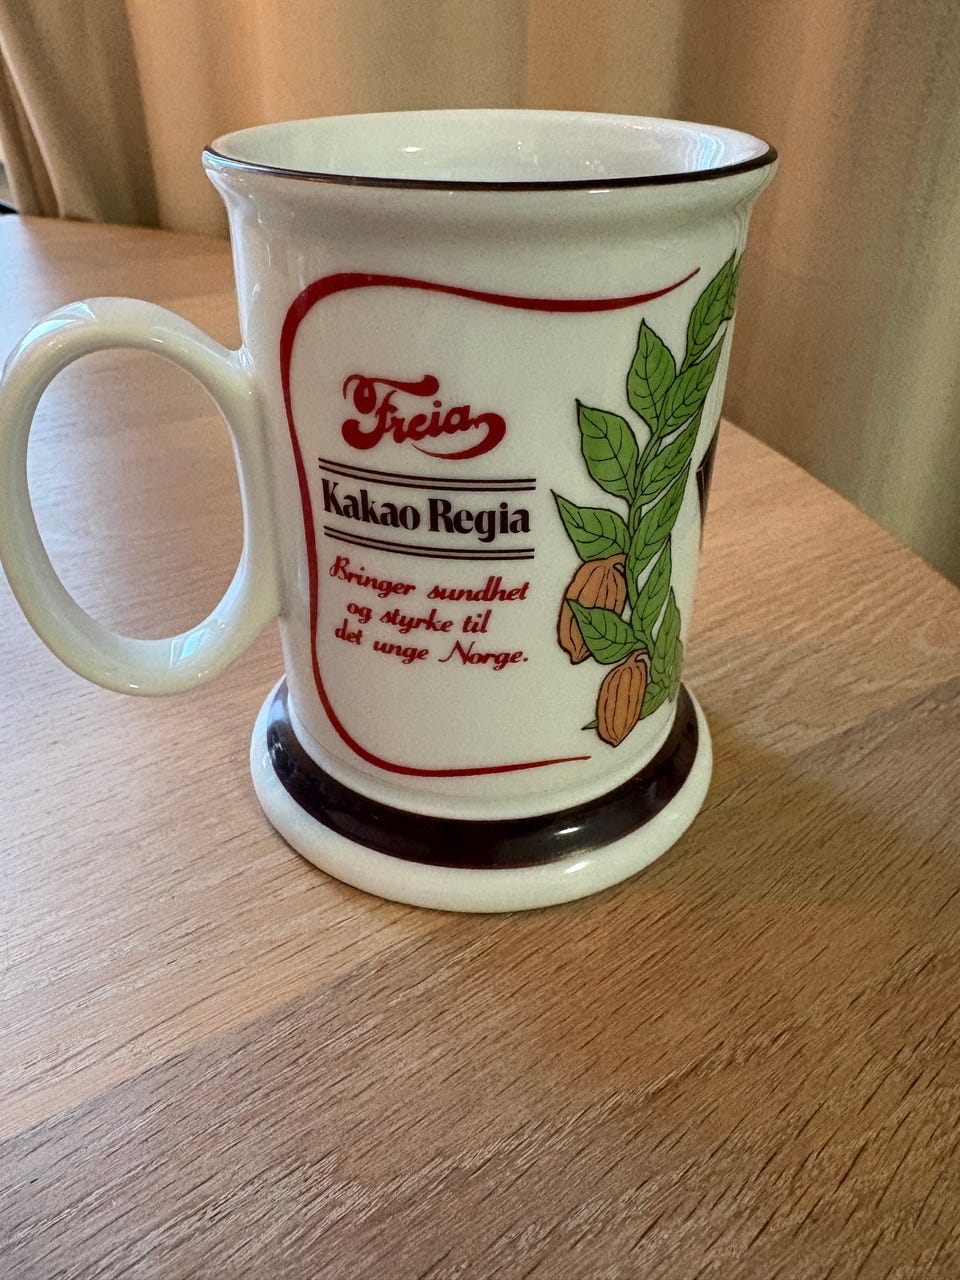 Freia
Kakao Regia
Bringer sundhet
og styrke til
det unge Norge.